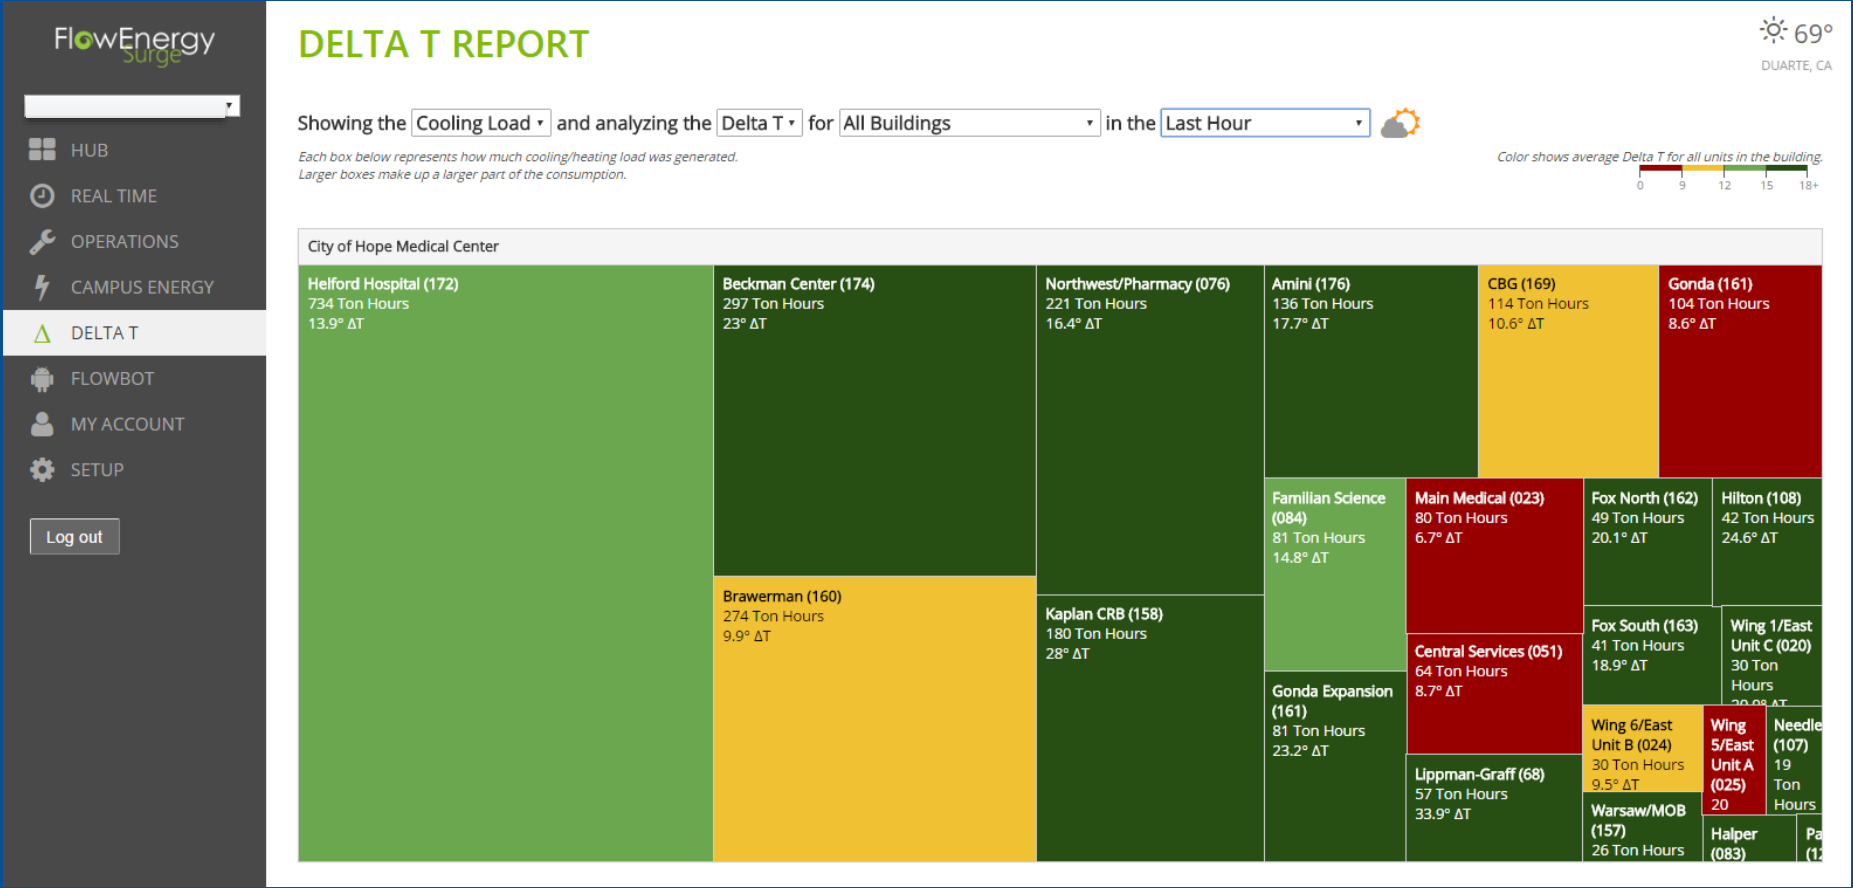 FlowEnergy
Surge
HUB
REAL TIME
OPERATIONS
CAMPUS ENERGY
Δ DELTA T
FLOWBOT
MY ACCOUNT
SETUP
Log out
DELTA T REPORT
69°
DUARTE, CA
Showing the Cooling Load and analyzing the Delta T for All Buildings in the Last Hour
Each box below represents how much cooling/heating load was generated.
Larger boxes make up a larger part of the consumption.
Color shows average Delta T for all units in the building.
0 9 12 15 18+
City of Hope Medical Center
Helford Hospital (172)
734 Ton Hours
13.9° ΔT
Beckman Center (174)
297 Ton Hours
23° ΔT
Brawerman (160)
274 Ton Hours
9.9° ΔT
Northwest/Pharmacy (076)
221 Ton Hours
16.4° ΔT
Kaplan CRB (158)
180 Ton Hours
28° ΔT
Amini (176)
136 Ton Hours
17.7° ΔT
CBG (169)
114 Ton Hours
10.6° ΔT
Gonda (161)
104 Ton Hours
8.6° ΔT
Familian Science
(084)
81 Ton Hours
14.8° ΔT
Gonda Expansion
(161)
81 Ton Hours
23.2° ΔT
Main Medical (023)
80 Ton Hours
6.7° ΔT
Central Services (051)
64 Ton Hours
8.7° ΔT
Lippman-Graff (68)
57 Ton Hours
33.9° ΔT
Fox North (162)
49 Ton Hours
20.1° ΔT
Hilton (108)
42 Ton Hours
24.6° ΔT
Fox South (163)
41 Ton Hours
18.9° ΔT
Wing 1/East
Unit C (020)
30 Ton
Hours
ΔT
Wing 6/East
Unit B (024)
30 Ton Hours
9.5° ΔT
Wing
5/East
Unit A
(025)
20
Needle
(107)
19
Ton
Hours
Warsaw/MOB
(157)
26 Ton Hours
Halper
(083)
Pa